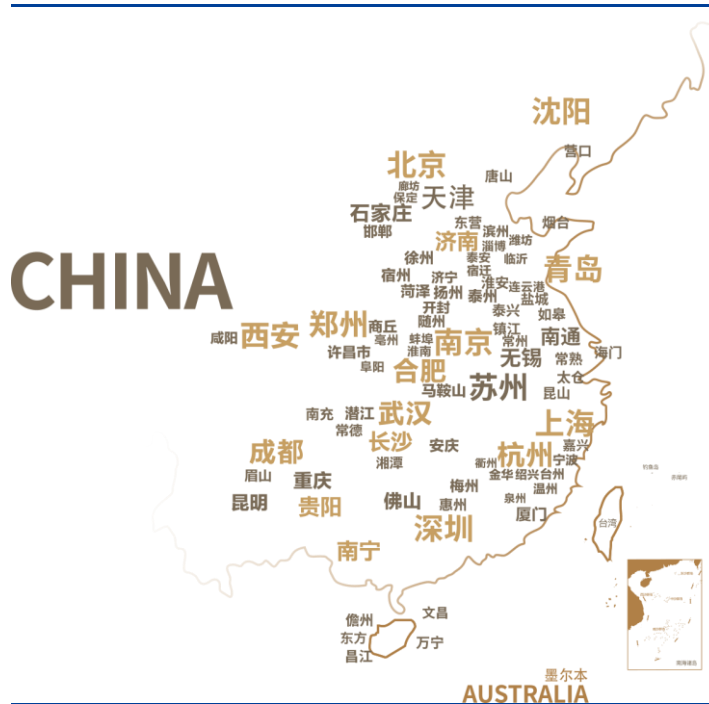 沈阳
营口
北京
唐山
廊坊
保定
天津
石家庄
东营
烟台
邯郸
滨州
济南
潍坊
淄博
徐州
泰安
临沂
青岛
宿州
济宁
宿迁
淮安
连云港
CHINA
菏泽
扬州
泰州
盐城
开封
泰兴
如皋
郑州
随州
商丘
镇江
西安
咸阳
亳州
蚌埠
南京
常州
南通
许昌市
淮南
无锡
常熟
海门
阜阳
合肥
太仓
马鞍山
苏州
昆山
南充
潜江
武汉
上海
常德
长沙
安庆
嘉兴
成都
湘潭
衢州
杭州
宁波
眉山
重庆
金华
绍兴
台州
梅州
温州
昆明
贵阳
佛山
惠州
泉州
厦门
深圳
台湾
钓鱼岛
南宁
儋州
文昌
东方
万宁
昌江
南海诸岛
墨尔本
AUSTRALIA